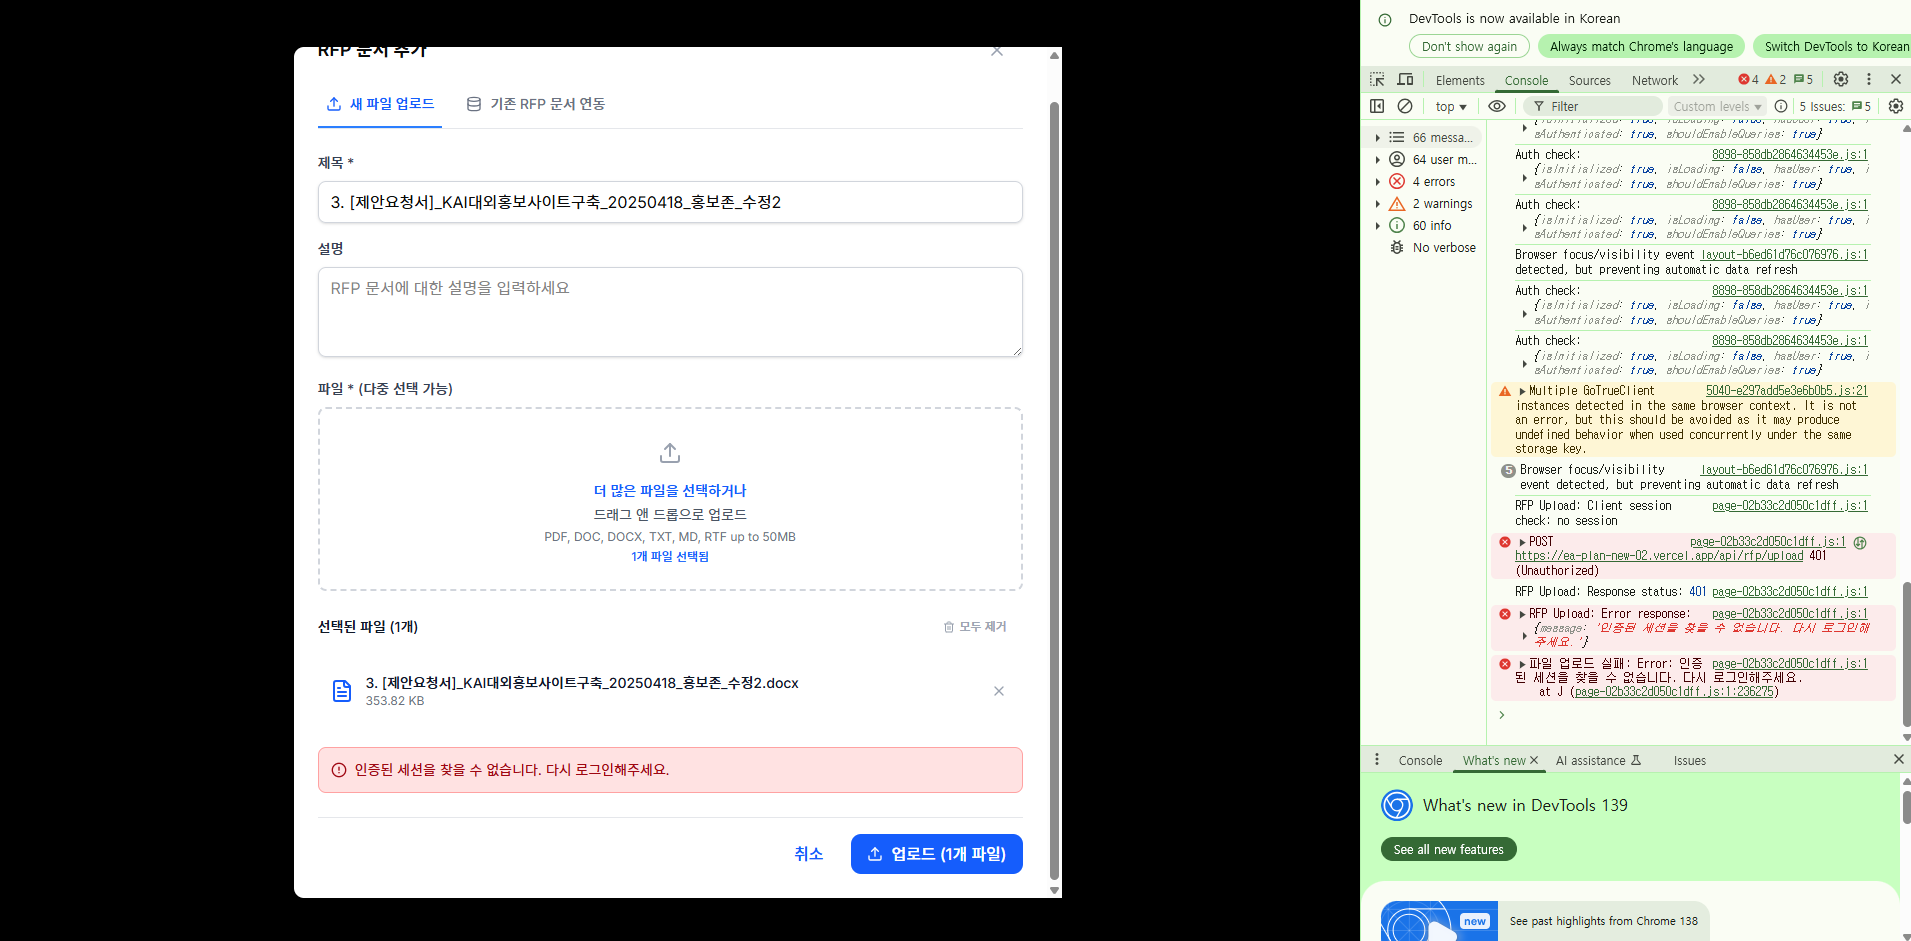 RFP 문서 추가
새 파일 업로드
기존 RFP 문서 연동
제목 *
3. [제안요청서]_KAI대외홍보사이트구축_20250418_홍보존_수정2
설명
RFP 문서에 대한 설명을 입력하세요
파일 * (다중 선택 가능)
더 많은 파일을 선택하거나
드래그 앤 드롭으로 업로드
PDF, DOC, DOCX, TXT, MD, RTF up to 50MB
1개 파일 선택됨
선택된 파일 (1개)
모두 제거
3. [제안요청서]_KAI대외홍보사이트구축_20250418_홍보존_수정2.docx
353.82 KB
인증된 세션을 찾을 수 없습니다. 다시 로그인해주세요.
취소
업로드 (1개 파일)
DevTools is now available in Korean
Don't show again
Always match Chrome's language
Switch DevTools to Korean
Elements Console Sources Network 4 2 5
top Filter Custom levels 5 Issues: 5
66 messa...
64 user m...
4 errors
2 warnings
60 info
No verbose
{isInitialized: true, isLoading: false, hasUser: true, i
sAuthenticated: true, shouldEnableQueries: true}
Auth check: 8898-858db2864634453e.js:1
{isInitialized: true, isLoading: false, hasUser: true, i
sAuthenticated: true, shouldEnableQueries: true}
Auth check: 8898-858db2864634453e.js:1
{isInitialized: true, isLoading: false, hasUser: true, i
sAuthenticated: true, shouldEnableQueries: true}
Browser focus/visibility event layout-b6ed61d76c076976.js:1
detected, but preventing automatic data refresh
Auth check: 8898-858db2864634453e.js:1
{isInitialized: true, isLoading: false, hasUser: true, i
sAuthenticated: true, shouldEnableQueries: true}
Auth check: 8898-858db2864634453e.js:1
{isInitialized: true, isLoading: false, hasUser: true, i
sAuthenticated: true, shouldEnableQueries: true}
Multiple GoTrueClient 5040-e297add5e3e6b0b5.js:21
instances detected in the same browser context. It is not
an error, but this should be avoided as it may produce
undefined behavior when used concurrently under the same
storage key.
5 Browser focus/visibility layout-b6ed61d76c076976.js:1
event detected, but preventing automatic data refresh
RFP Upload: Client session page-02b33c2d050c1dff.js:1
check: no session
POST page-02b33c2d050c1dff.js:1
https://ea-plan-new-02.vercel.app/api/rfp/upload 401
(Unauthorized)
RFP Upload: Response status: 401 page-02b33c2d050c1dff.js:1
RFP Upload: Error response: page-02b33c2d050c1dff.js:1
{message: '인증된 세션을 찾을 수 없습니다. 다시 로그인해
주세요.'}
파일 업로드 실패: Error: 인증 page-02b33c2d050c1dff.js:1
된 세션을 찾을 수 없습니다. 다시 로그인해주세요.
at J (page-02b33c2d050c1dff.js:1:236275)
Console What's new AI assistance Issues
What's new in DevTools 139
See all new features
new
See past highlights from Chrome 138